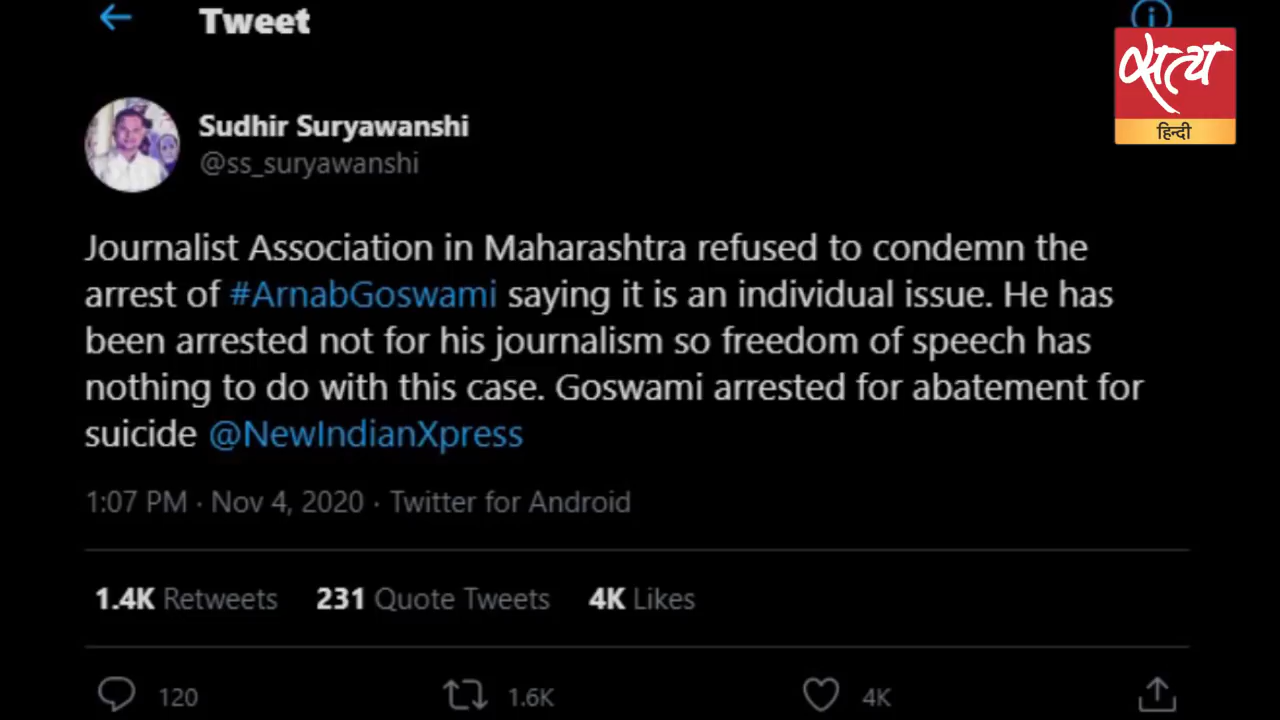 Tweet
सत्य
हिन्दी
Sudhir Suryawanshi
@ss_suryawanshi
Journalist Association in Maharashtra refused to condemn the
arrest of #ArnabGoswami saying it is an individual issue. He has
been arrested not for his journalism so freedom of speech has
nothing to do with this case. Goswami arrested for abatement for
suicide @NewIndianXpress
1:07 PM · Nov 4, 2020 · Twitter for Android
1.4K Retweets 231 Quote Tweets 4K Likes
120 1.6K 4K